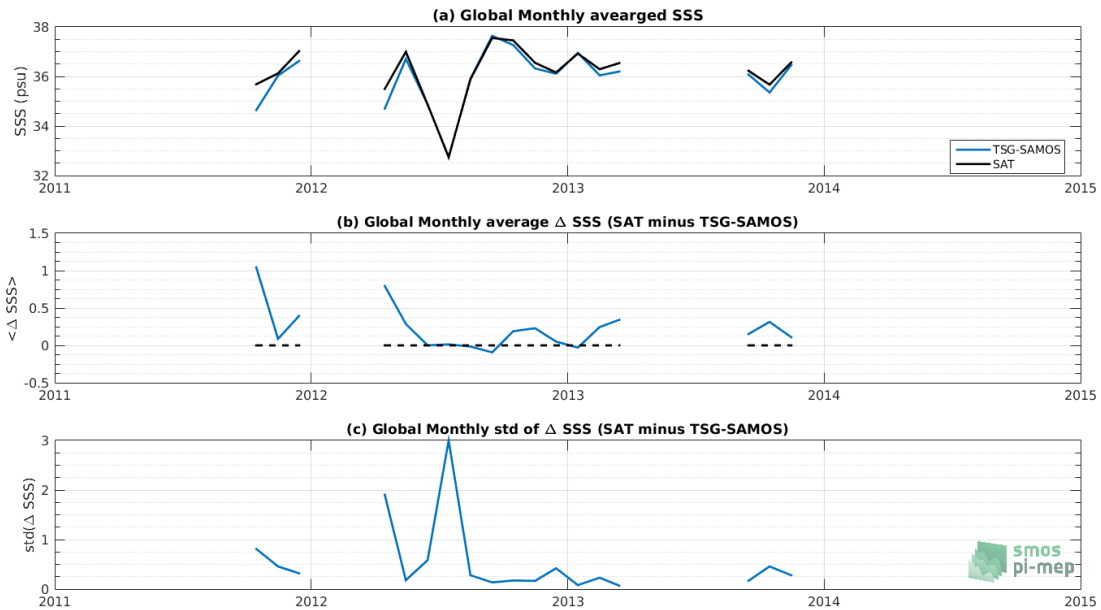 (a) Global Monthly avearged SSS
38
36
34
32
SSS (psu)
TSG-SAMOS
SAT
2011 2012 2013 2014 2015
(b) Global Monthly average Δ SSS (SAT minus TSG-SAMOS)
1.5
1
0.5
0
-0.5
<Δ SSS>
2011 2012 2013 2014 2015
(c) Global Monthly std of Δ SSS (SAT minus TSG-SAMOS)
3
2
1
0
std(Δ SSS)
smos
pi-mep
2011 2012 2013 2014 2015